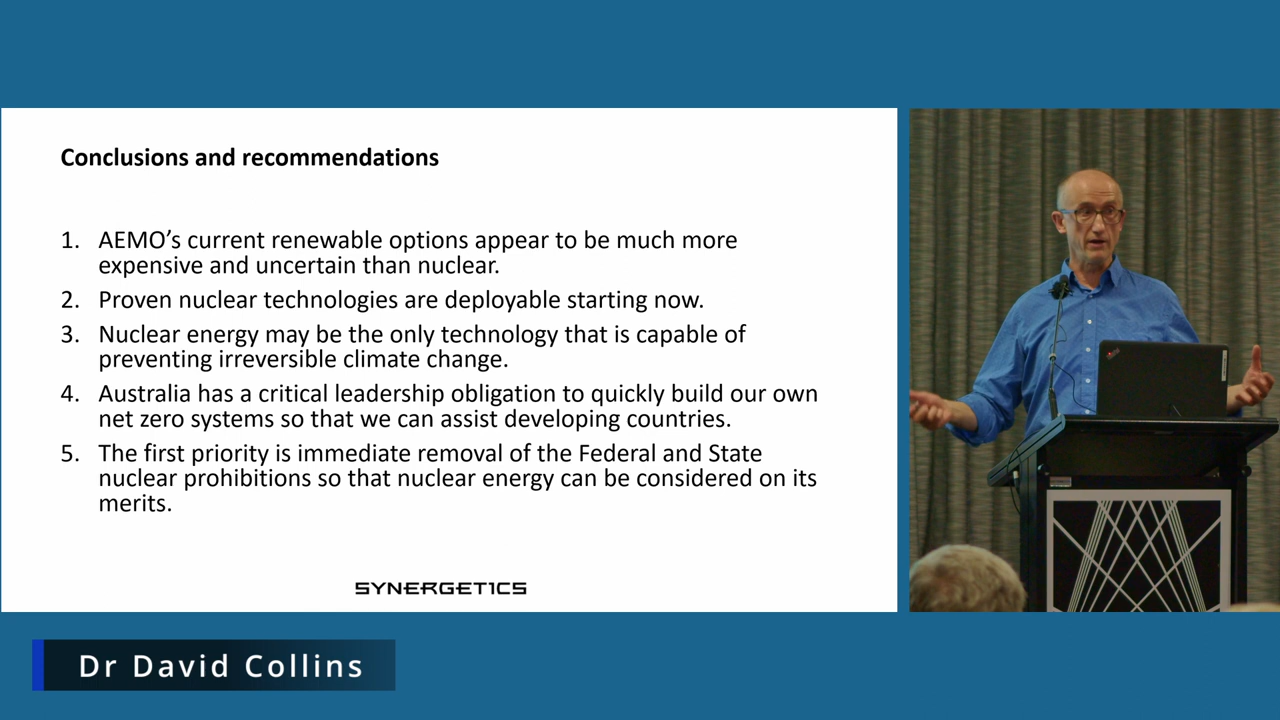 Conclusions and recommendations
1. AEMO’s current renewable options appear to be much more
expensive and uncertain than nuclear.
2. Proven nuclear technologies are deployable starting now.
3. Nuclear energy may be the only technology that is capable of
preventing irreversible climate change.
4. Australia has a critical leadership obligation to quickly build our own
net zero systems so that we can assist developing countries.
5. The first priority is immediate removal of the Federal and State
nuclear prohibitions so that nuclear energy can be considered on its
merits.
SYNERGETICS
Dr David Collins